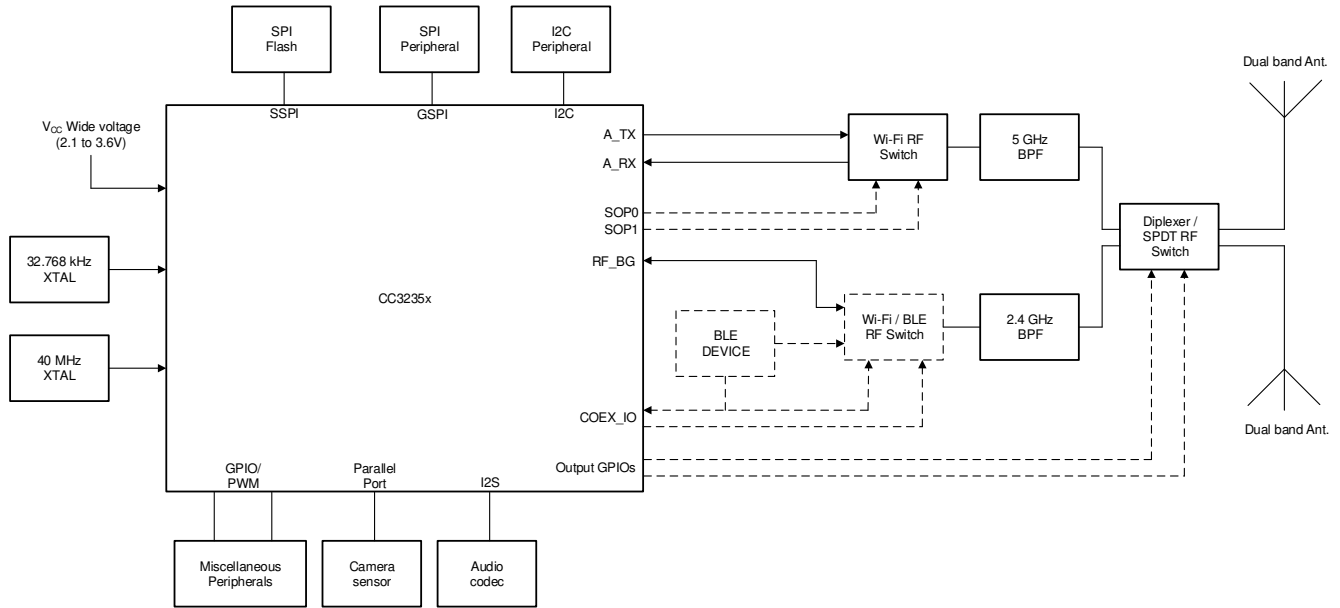 SPI
Flash
SPI
Peripheral
I2C
Peripheral
Dual band Ant.
SSPI
GSPI
I2C
VCC Wide voltage
(2.1 to 3.6V)
A_TX
A_RX
Wi-Fi RF
Switch
5 GHz
BPF
SOP0
SOP1
Diplexer /
SPDT RF
Switch
32.768 kHz
XTAL
RF_BG
CC3235x
BLE
DEVICE
Wi-Fi / BLE
RF Switch
2.4 GHz
BPF
40 MHz
XTAL
COEX_IO
Dual band Ant.
GPIO/
PWM
Parallel
Port
I2S
Output GPIOs
Miscellaneous
Peripherals
Camera
sensor
Audio
codec